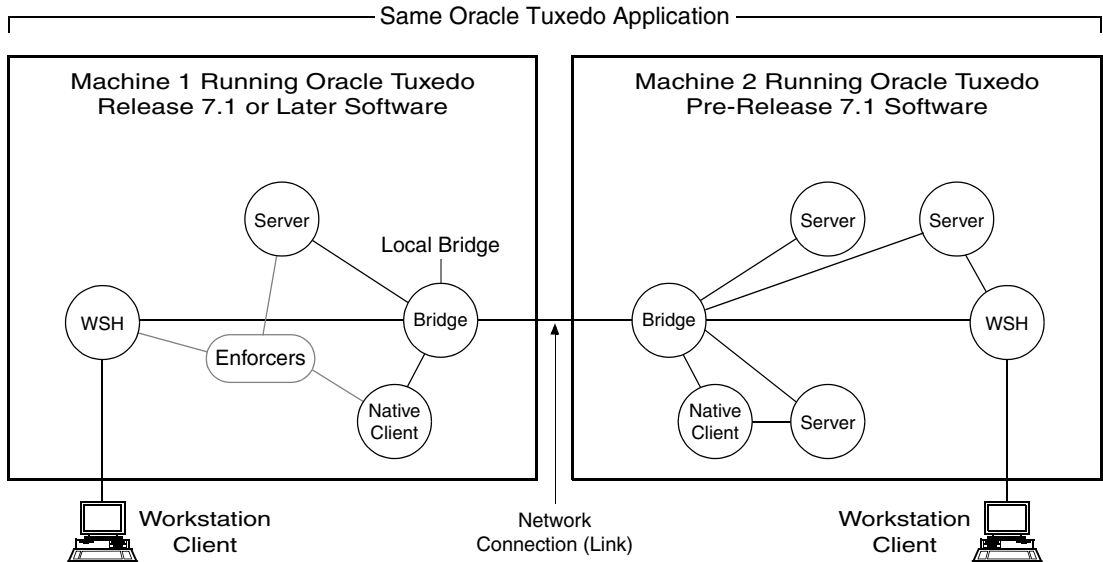 Same Oracle Tuxedo Application
Machine 1 Running Oracle Tuxedo
Release 7.1 or Later Software
Machine 2 Running Oracle Tuxedo
Pre-Release 7.1 Software
Server
Local Bridge
WSH
Bridge
Enforcers
Native
Client
Server
Server
Bridge
WSH
Native
Client
Server
Workstation
Client
Network
Connection (Link)
Workstation
Client